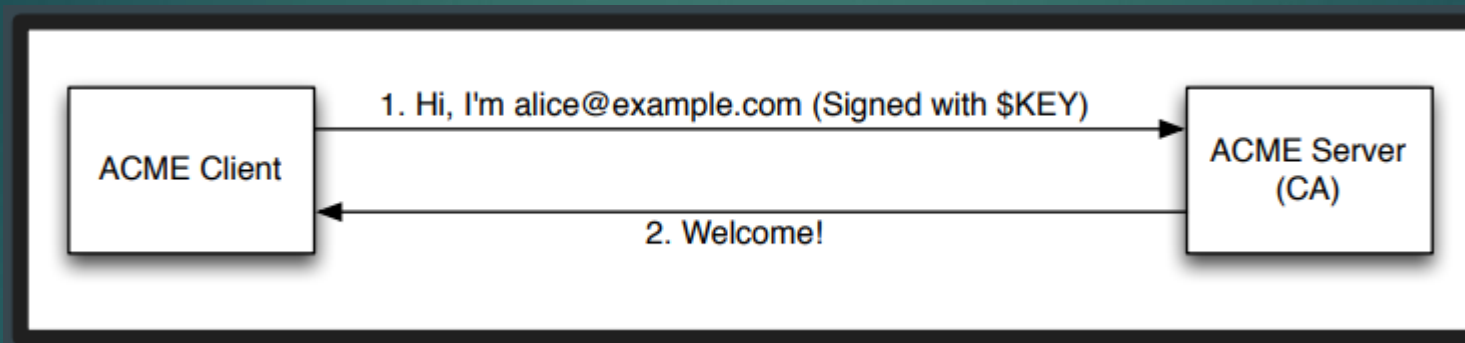 1. Hi, I'm alice@example.com (Signed with $KEY)
ACME Client
ACME Server
(CA)
2. Welcome!